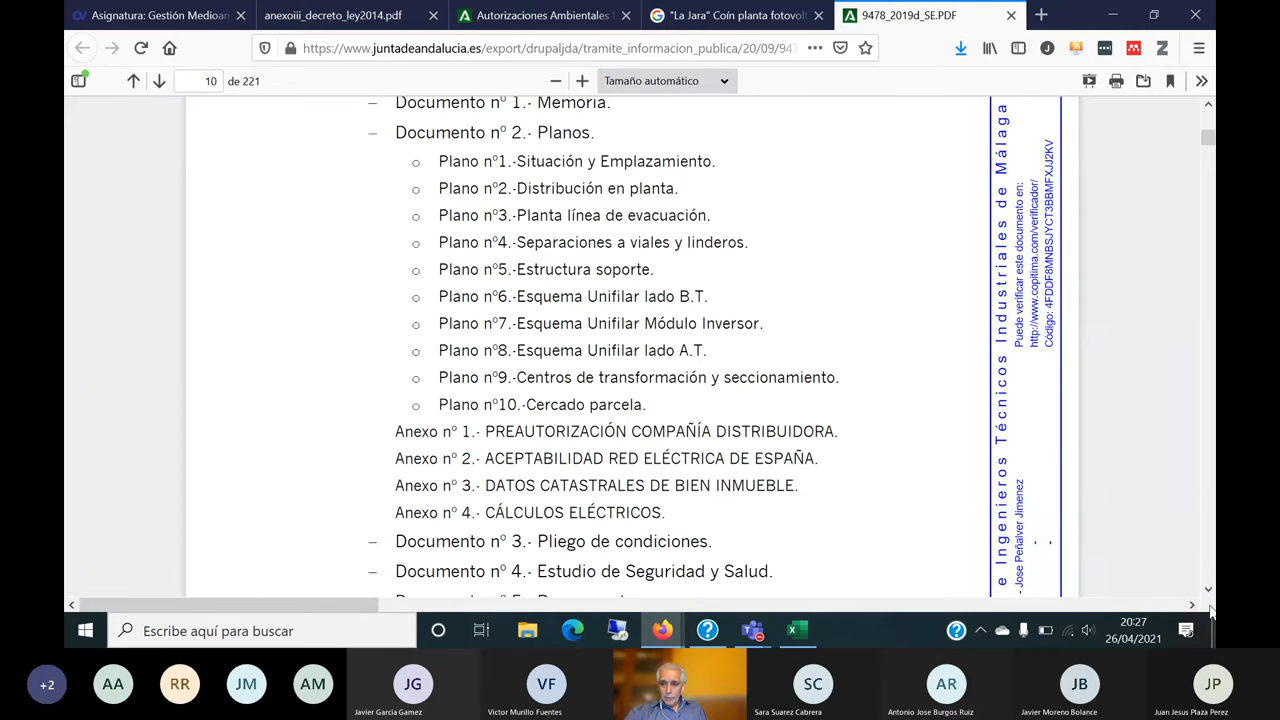 Asignatura: Gestión Medioam
anexoiii_decreto_ley2014.pdf
Autorizaciones Ambientales
"La Jara" Coín planta fotovolt
9478_2019d_SE.PDF
https://www.juntadeandalucia.es/export/drupaljda/tramite_informacion_publica/20/09/947
10 de 221
Tamaño automático
Documento nº 1.- Memoria.
– Documento nº 2.- Planos.
o Plano nº1.-Situación y Emplazamiento.
o Plano nº2.-Distribución en planta.
o Plano nº3.-Planta línea de evacuación.
o Plano nº4.-Separaciones a viales y linderos.
o Plano nº5.-Estructura soporte.
o Plano nº6.-Esquema Unifilar lado B.T.
o Plano nº7.-Esquema Unifilar Módulo Inversor.
o Plano nº8.-Esquema Unifilar lado A.T.
o Plano nº9.-Centros de transformación y seccionamiento.
o Plano nº10.-Cercado parcela.
Anexo nº 1.- PREAUTORIZACIÓN COMPAÑÍA DISTRIBUIDORA.
Anexo nº 2.- ACEPTABILIDAD RED ELÉCTRICA DE ESPAÑA.
Anexo nº 3.- DATOS CATASTRALES DE BIEN INMUEBLE.
Anexo nº 4.- CÁLCULOS ELÉCTRICOS.
– Documento nº 3.- Pliego de condiciones.
– Documento nº 4.- Estudio de Seguridad y Salud.
e Ingenieros Técnicos Industriales de Málaga
- Jose Peñalver Jimenez
Puede verificar este documento en:
http://www.copitima.com/verificador/
Código: 4FDDF8MNBSJYCT3BBMFXJJ2KV
Escribe aquí para buscar
20:27
26/04/2021
+2
AA
RR
JM
AM
JG
VF
SC
AR
JB
JP
Javier Garcia Gamez
Victor Murillo Fuentes
Sara Suarez Cabrera
Antonio Jose Burgos Ruiz
Javier Moreno Bolance
Juan Jesus Plaza Perez